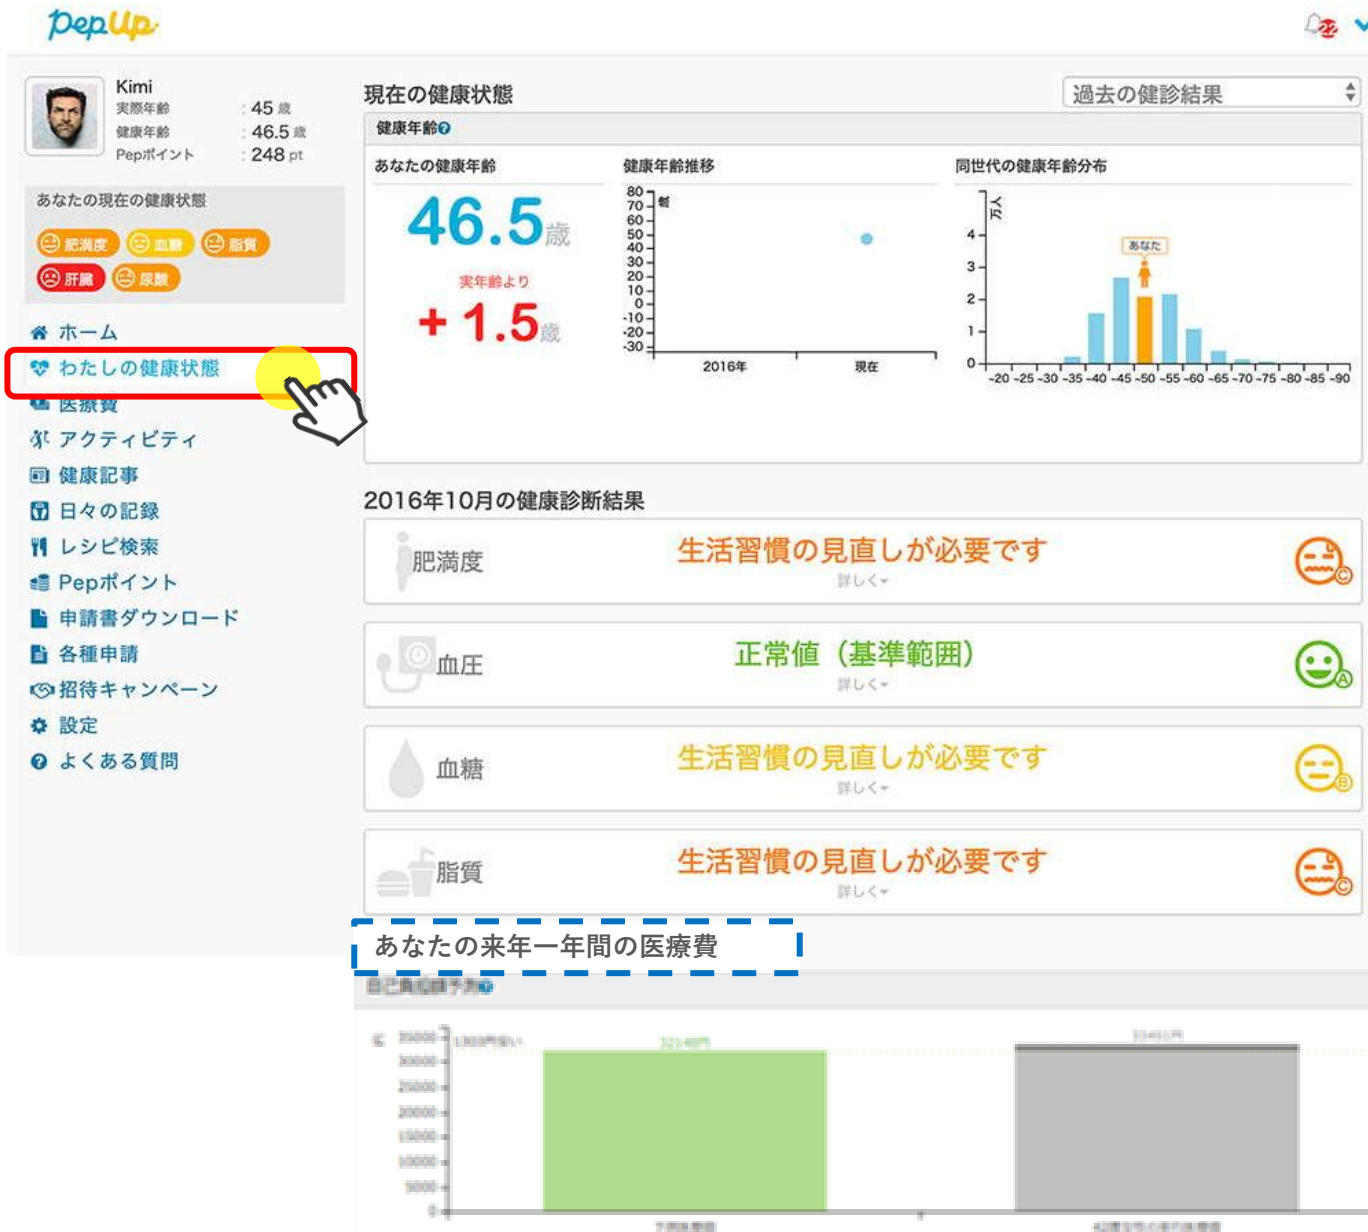 PepUp
22
Kimi
実際年齢 : 45 歳
健康年齢 : 46.5 歳
Pepポイント : 248 pt
あなたの現在の健康状態
肥満度 血糖 脂質
肝臓 尿酸
ホーム
わたしの健康状態
医療費
アクティビティ
健康記事
日々の記録
レシピ検索
Pepポイント
申請書ダウンロード
各種申請
招待キャンペーン
設定
よくある質問
現在の健康状態
過去の健診結果
健康年齢
あなたの健康年齢
46.5歳
実年齢より
+ 1.5歳
健康年齢推移
歳
80
70
60
50
40
30
20
10
0
-10
-20
-30
2016年 現在
同世代の健康年齢分布
万人
4
3
2
1
0
あなた
-20 -25 -30 -35 -40 -45 -50 -55 -60 -65 -70 -75 -80 -85 -90
2016年10月の健康診断結果
肥満度 生活習慣の見直しが必要です C
詳しく
血圧 正常値（基準範囲） A
詳しく
血糖 生活習慣の見直しが必要です B
詳しく
脂質 生活習慣の見直しが必要です C
詳しく
あなたの来年一年間の医療費
35000
30000
25000
20000
15000
10000
5000
0